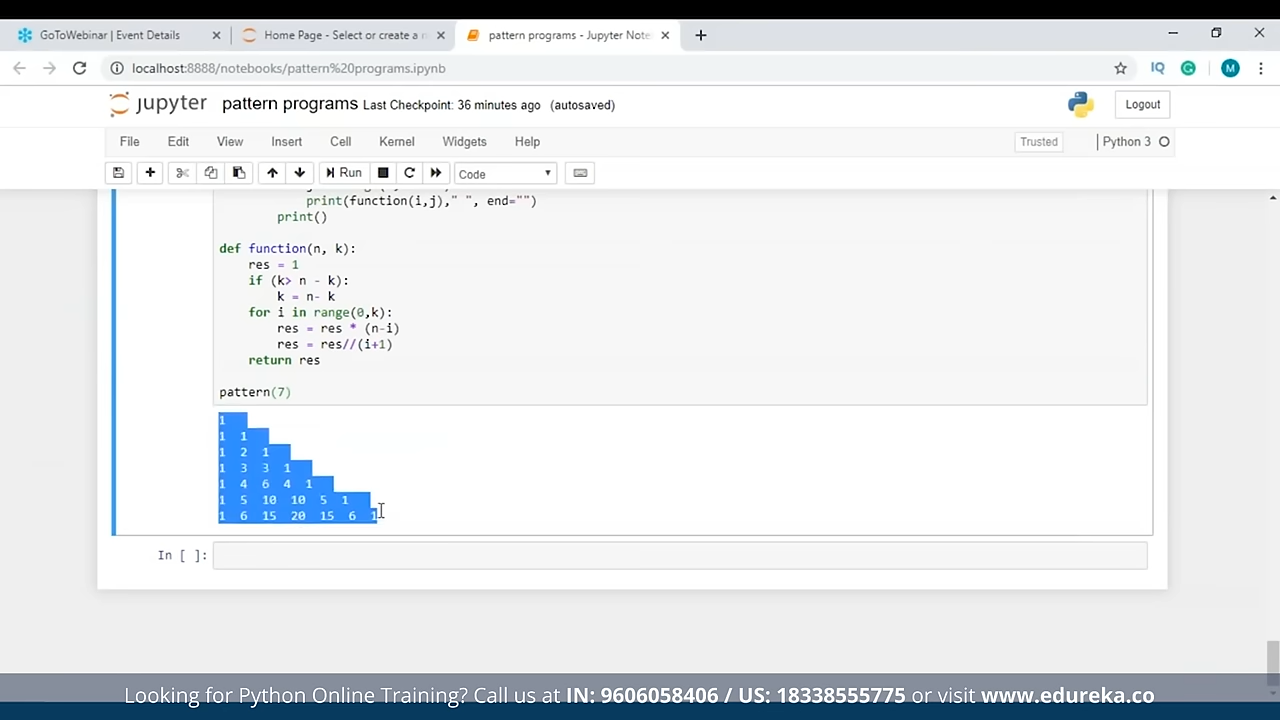 GoToWebinar | Event Details
Home Page - Select or create a n
pattern programs - Jupyter Note
localhost:8888/notebooks/pattern%20programs.ipynb
IQ
M
jupyter pattern programs Last Checkpoint: 36 minutes ago (autosaved)
Logout
File Edit View Insert Cell Kernel Widgets Help
Trusted
Python 3
Run
Code
print(function(i,j)," ", end="")
print()
def function(n, k):
res = 1
if (k> n - k):
k = n- k
for i in range(0,k):
res = res * (n-i)
res = res//(i+1)
return res
pattern(7)
1
1 1
1 2 1
1 3 3 1
1 4 6 4 1
1 5 10 10 5 1
1 6 15 20 15 6 1
In [ ]:
Looking for Python Online Training? Call us at IN: 9606058406 / US: 18338555775 or visit www.edureka.co